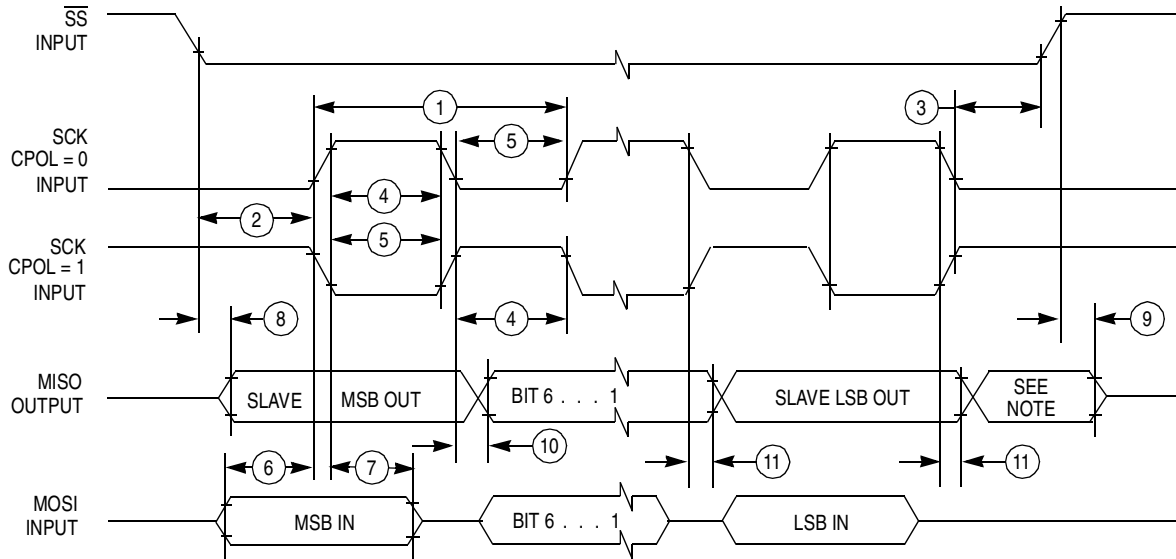 SS
INPUT
1
3
SCK
CPOL = 0
INPUT
5
4
2
SCK
CPOL = 1
INPUT
5
4
8
9
MISO
OUTPUT
SLAVE MSB OUT
BIT 6 . . . 1
SLAVE LSB OUT
SEE
NOTE
10
11
11
6
7
MOSI
INPUT
MSB IN
BIT 6 . . . 1
LSB IN